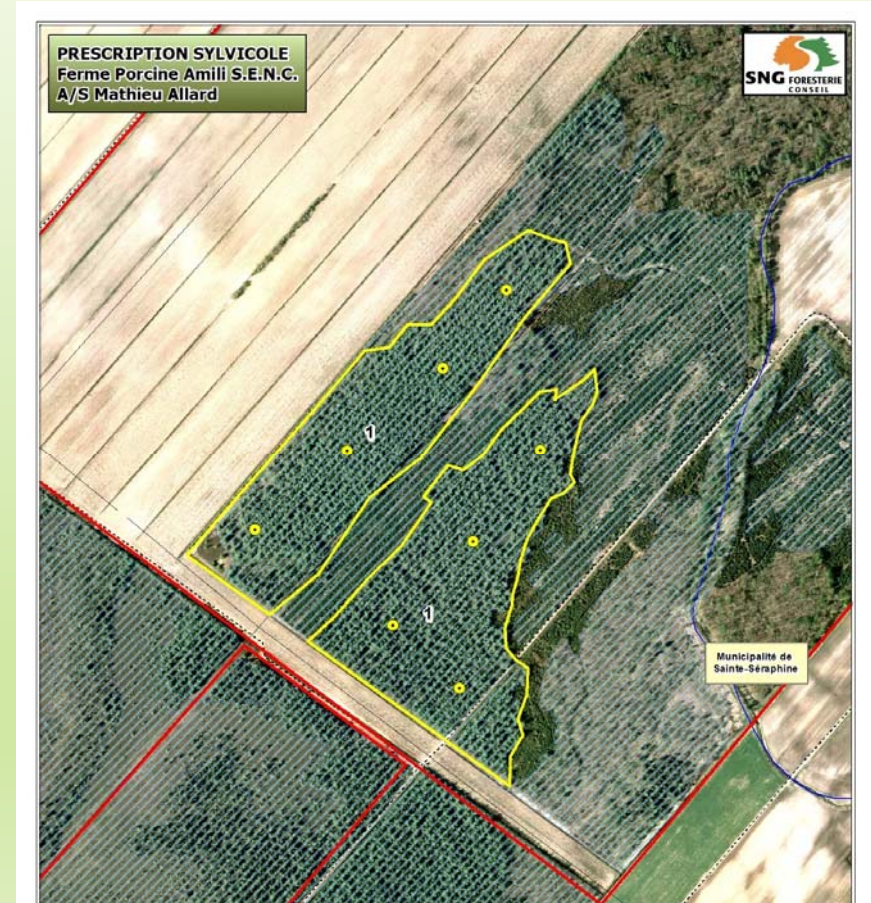 PRESCRIPTION SYLVICOLE
Ferme Porcine Amili S.E.N.C.
A/S Mathieu Allard
SNG FORESTERIE
CONSEIL
1
1
Municipalité de
Sainte-Séraphine